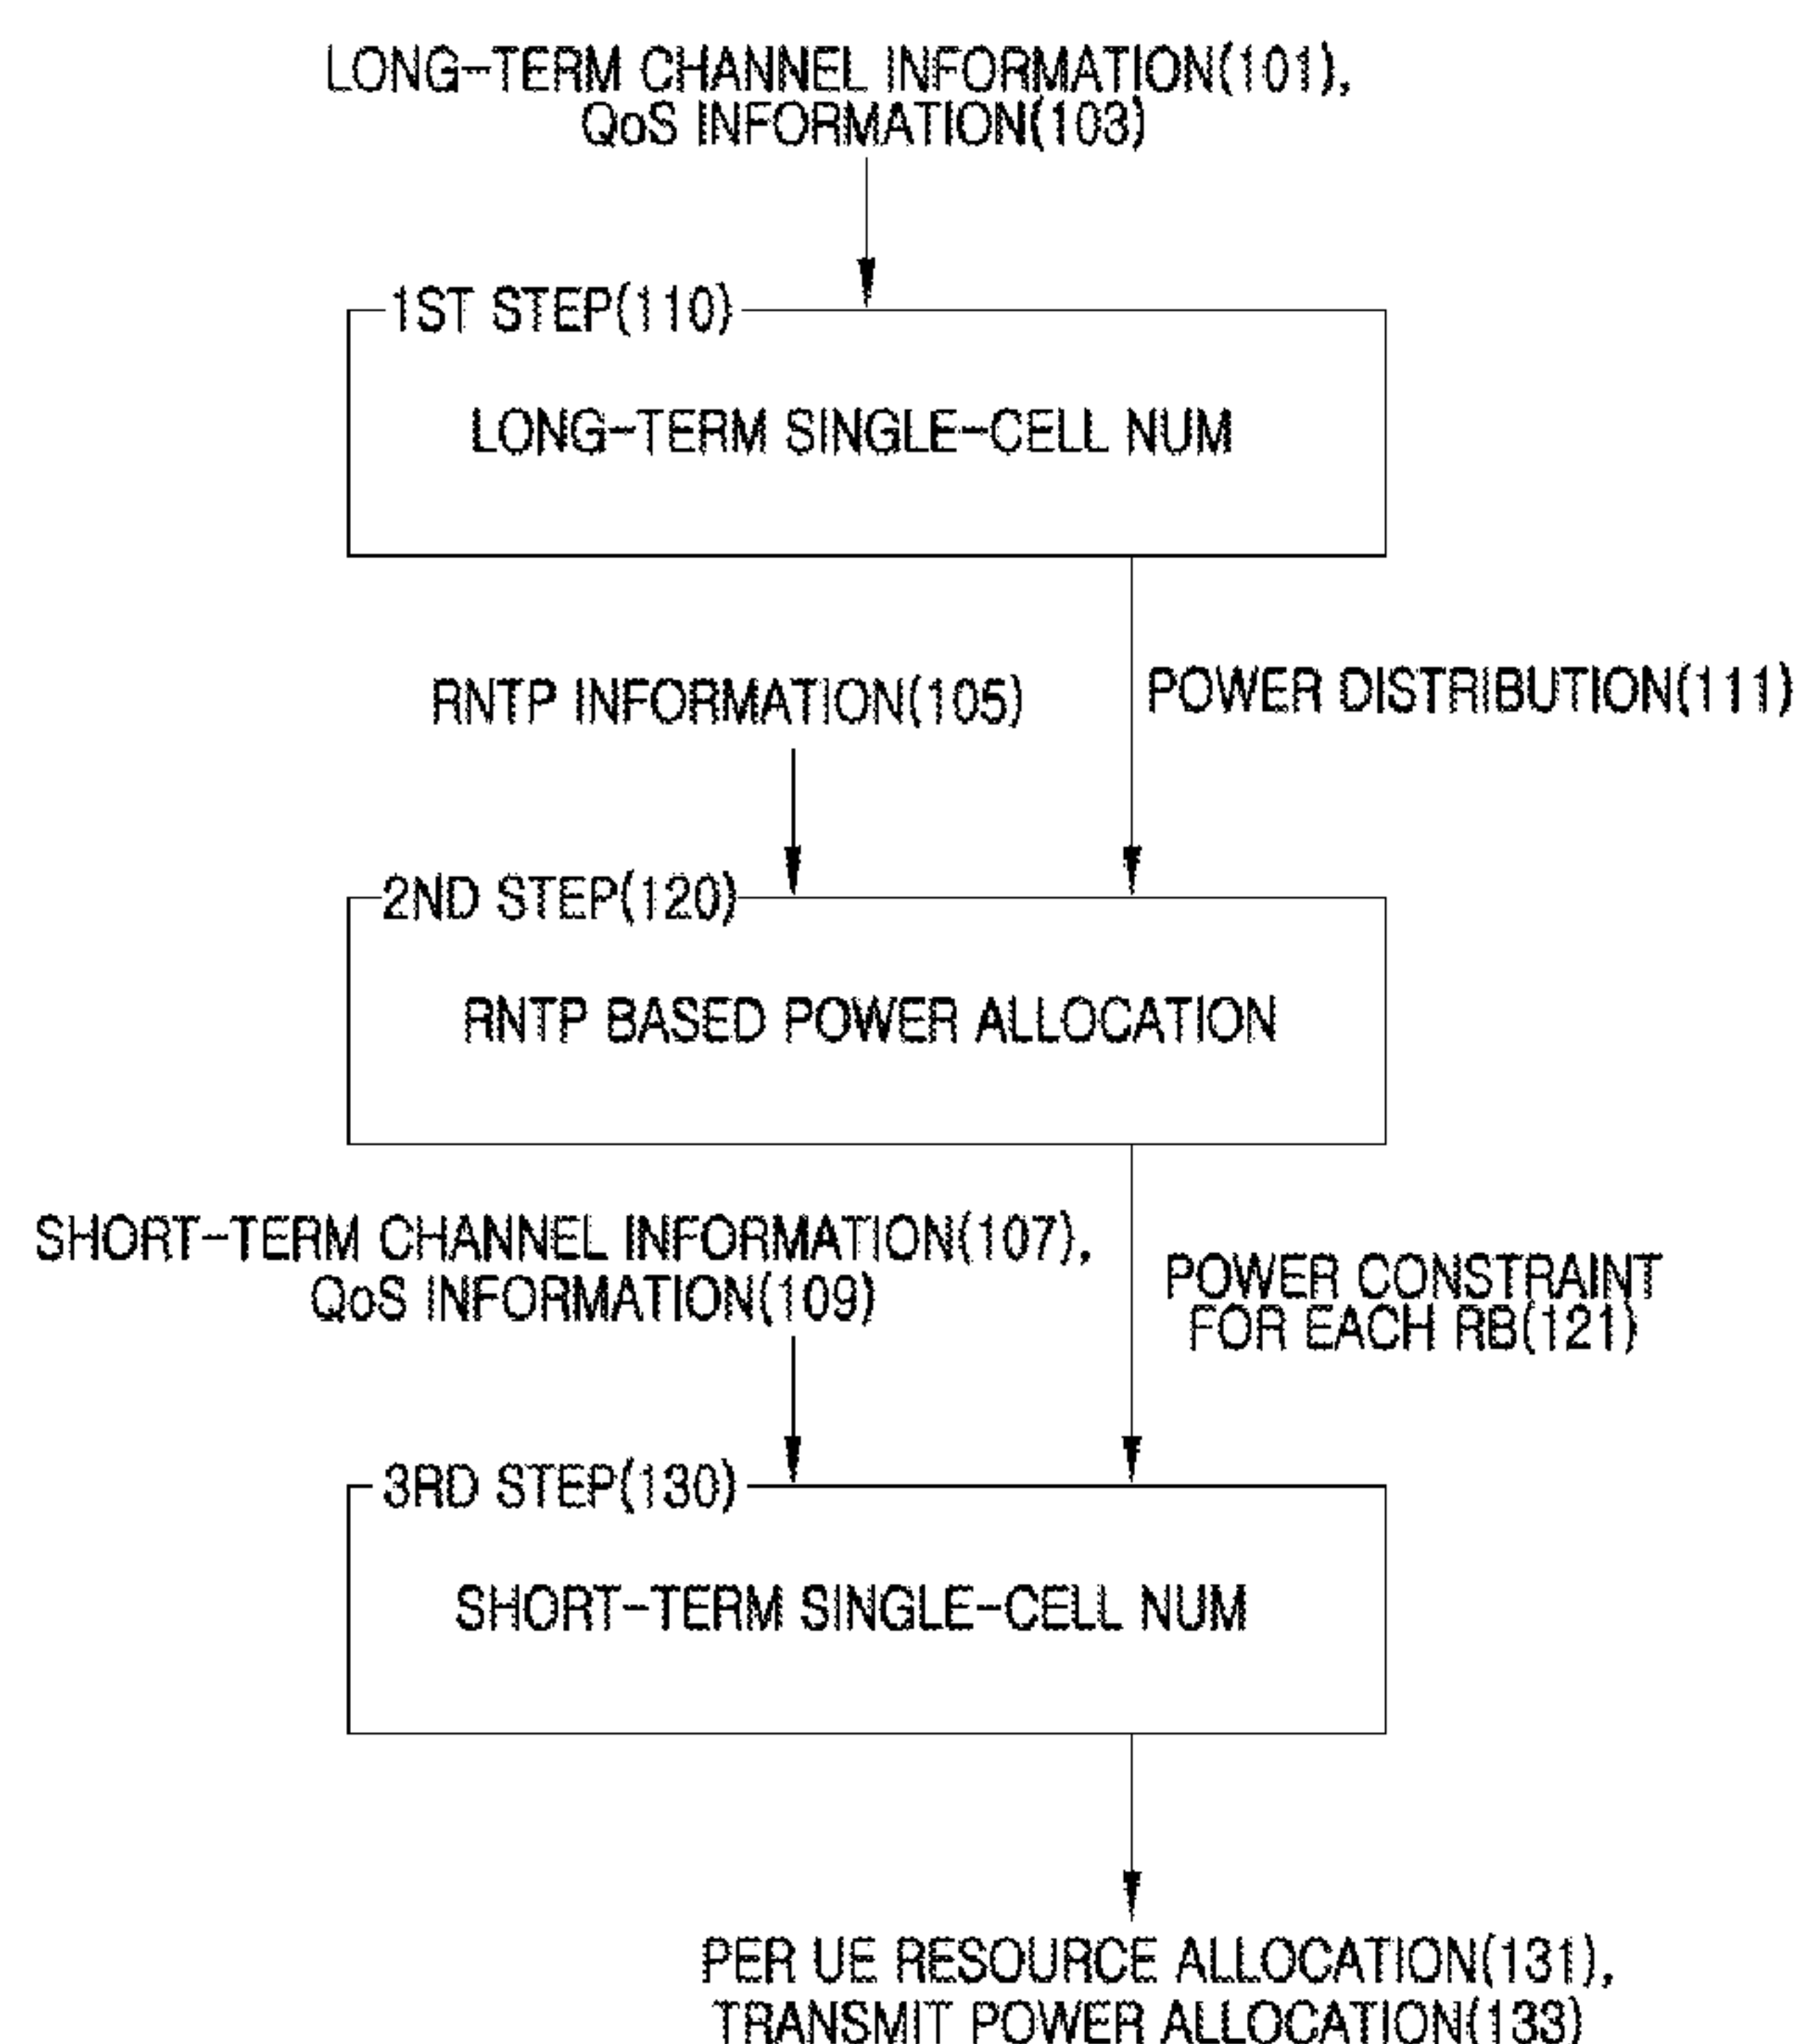 LONG-TERM CHANNEL INFORMATION(101),
QoS INFORMATION(103)
1ST STEP(110)
LONG-TERM SINGLE-CELL NUM
RNTP INFORMATION(105)
POWER DISTRIBUTION(111)
2ND STEP(120)
RNTP BASED POWER ALLOCATION
SHORT-TERM CHANNEL INFORMATION(107),
QoS INFORMATION(109)
POWER CONSTRAINT
FOR EACH RB(121)
3RD STEP(130)
SHORT-TERM SINGLE-CELL NUM
PER UE RESOURCE ALLOCATION(131),
TRANSMIT POWER ALLOCATION(133)